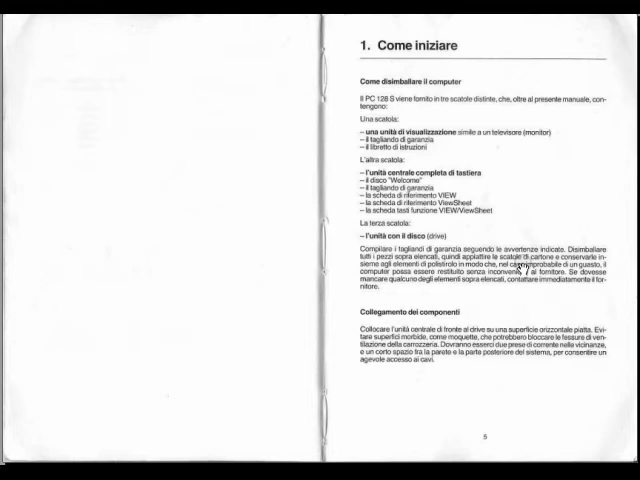 1. Come iniziare
Come disimballare il computer
Il PC 128 S viene fornito in tre scatole distinte, che, oltre al presente manuale, con-
tengono:
Una scatola:
– una unità di visualizzazione simile a un televisore (monitor)
– il tagliando di garanzia
– il libretto di istruzioni
L'altra scatola:
– l'unità centrale completa di tastiera
– il disco "Welcome"
– il tagliando di garanzia
– la scheda di riferimento VIEW
– la scheda di riferimento ViewSheet
– la scheda tasti funzione VIEW/ViewSheet
La terza scatola:
– l'unità con il disco (drive)
Compilare i tagliandi di garanzia seguendo le avvertenze indicate. Disimballare
tutti i pezzi sopra elencati, quindi appiattire le scatole di cartone e conservarle in-
sieme agli elementi di polistirolo in modo che, nel caso improbabile di un guasto, il
computer possa essere restituito senza inconvenienti al fornitore. Se dovesse
mancare qualcuno degli elementi sopra elencati, contattare immediatamente il for-
nitore.
Collegamento dei componenti
Collocare l'unità centrale di fronte al drive su una superficie orizzontale piatta. Evi-
tare superfici morbide, come moquette, che potrebbero bloccare le fessure di ven-
tilazione della carrozzeria. Dovranno esserci due prese di corrente nelle vicinanze,
e un corto spazio fra la parete e la parte posteriore del sistema, per consentire un
agevole accesso ai cavi.
5